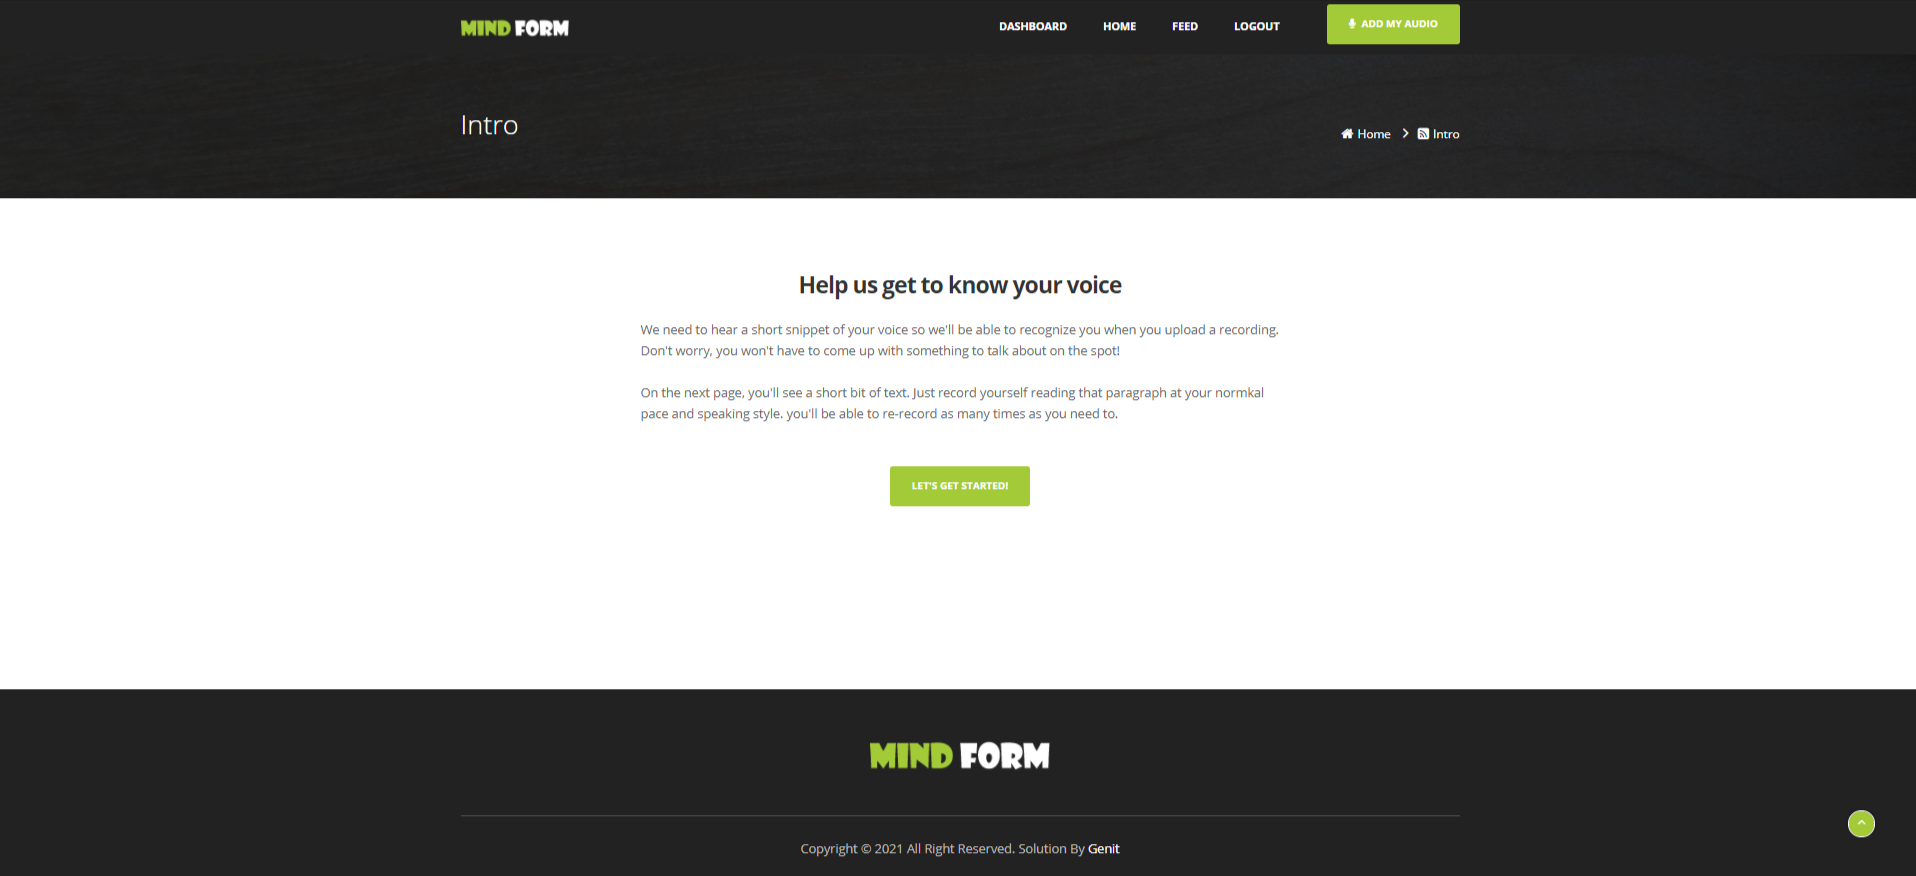 MIND FORM
DASHBOARD HOME FEED LOGOUT ADD MY AUDIO
Intro
Home Intro
Help us get to know your voice
We need to hear a short snippet of your voice so we'll be able to recognize you when you upload a recording.
Don't worry, you won't have to come up with something to talk about on the spot!
On the next page, you'll see a short bit of text. Just record yourself reading that paragraph at your normkal
pace and speaking style. you'll be able to re-record as many times as you need to.
LET'S GET STARTED!
MIND FORM
Copyright © 2021 All Right Reserved. Solution By Genit